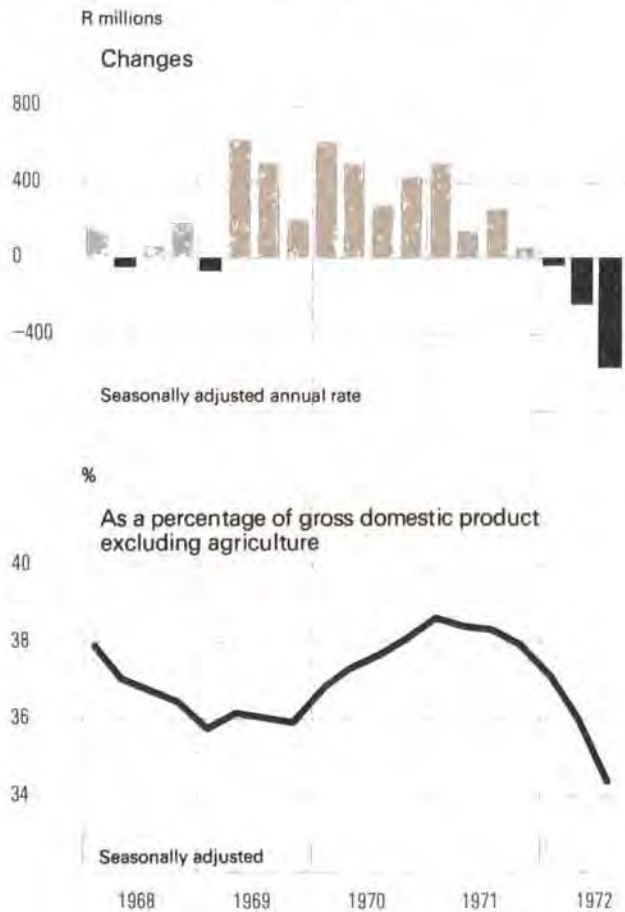 R millions
Changes
800
400
0
−400
Seasonally adjusted annual rate
%
As a percentage of gross domestic product
excluding agriculture
40
38
36
34
Seasonally adjusted
1968 1969 1970 1971 1972